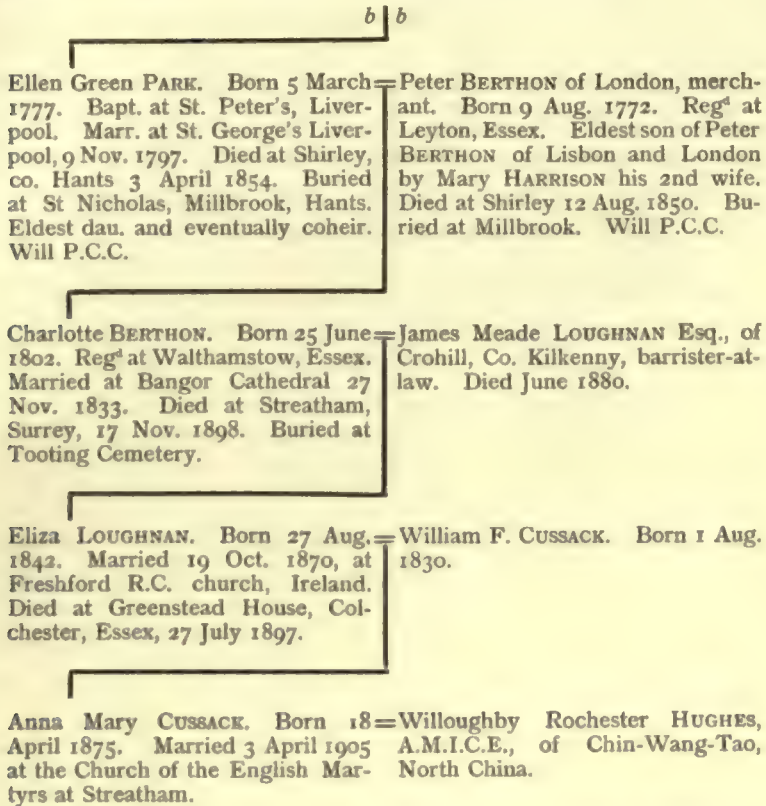 b b
Ellen Green PARK. Born 5 March
1777. Bapt. at St. Peter's, Liver-
pool. Marr. at St. George's Liver-
pool, 9 Nov. 1797. Died at Shirley,
co. Hants 3 April 1854. Buried
at St Nicholas, Millbrook, Hants.
Eldest dau. and eventually coheir.
Will P.C.C.
=Peter BERTHON of London, merch-
ant. Born 9 Aug. 1772. Regd at
Leyton, Essex. Eldest son of Peter
BERTHON of Lisbon and London
by Mary HARRISON his 2nd wife.
Died at Shirley 12 Aug. 1850. Bu-
ried at Millbrook. Will P.C.C.
Charlotte BERTHON. Born 25 June
1802. Regd at Walthamstow, Essex.
Married at Bangor Cathedral 27
Nov. 1833. Died at Streatham,
Surrey, 17 Nov. 1898. Buried at
Tooting Cemetery.
=James Meade LOUGHNAN Esq., of
Crohill, Co. Kilkenny, barrister-at-
law. Died June 1880.
Eliza LOUGHNAN. Born 27 Aug.
1842. Married 19 Oct. 1870, at
Freshford R.C. church, Ireland.
Died at Greenstead House, Col-
chester, Essex, 27 July 1897.
=William F. CUSSACK. Born 1 Aug.
1830.
Anna Mary CUSSACK. Born 18
April 1875. Married 3 April 1905
at the Church of the English Mar-
tyrs at Streatham.
=Willoughby Rochester HUGHES,
A.M.I.C.E., of Chin-Wang-Tao,
North China.